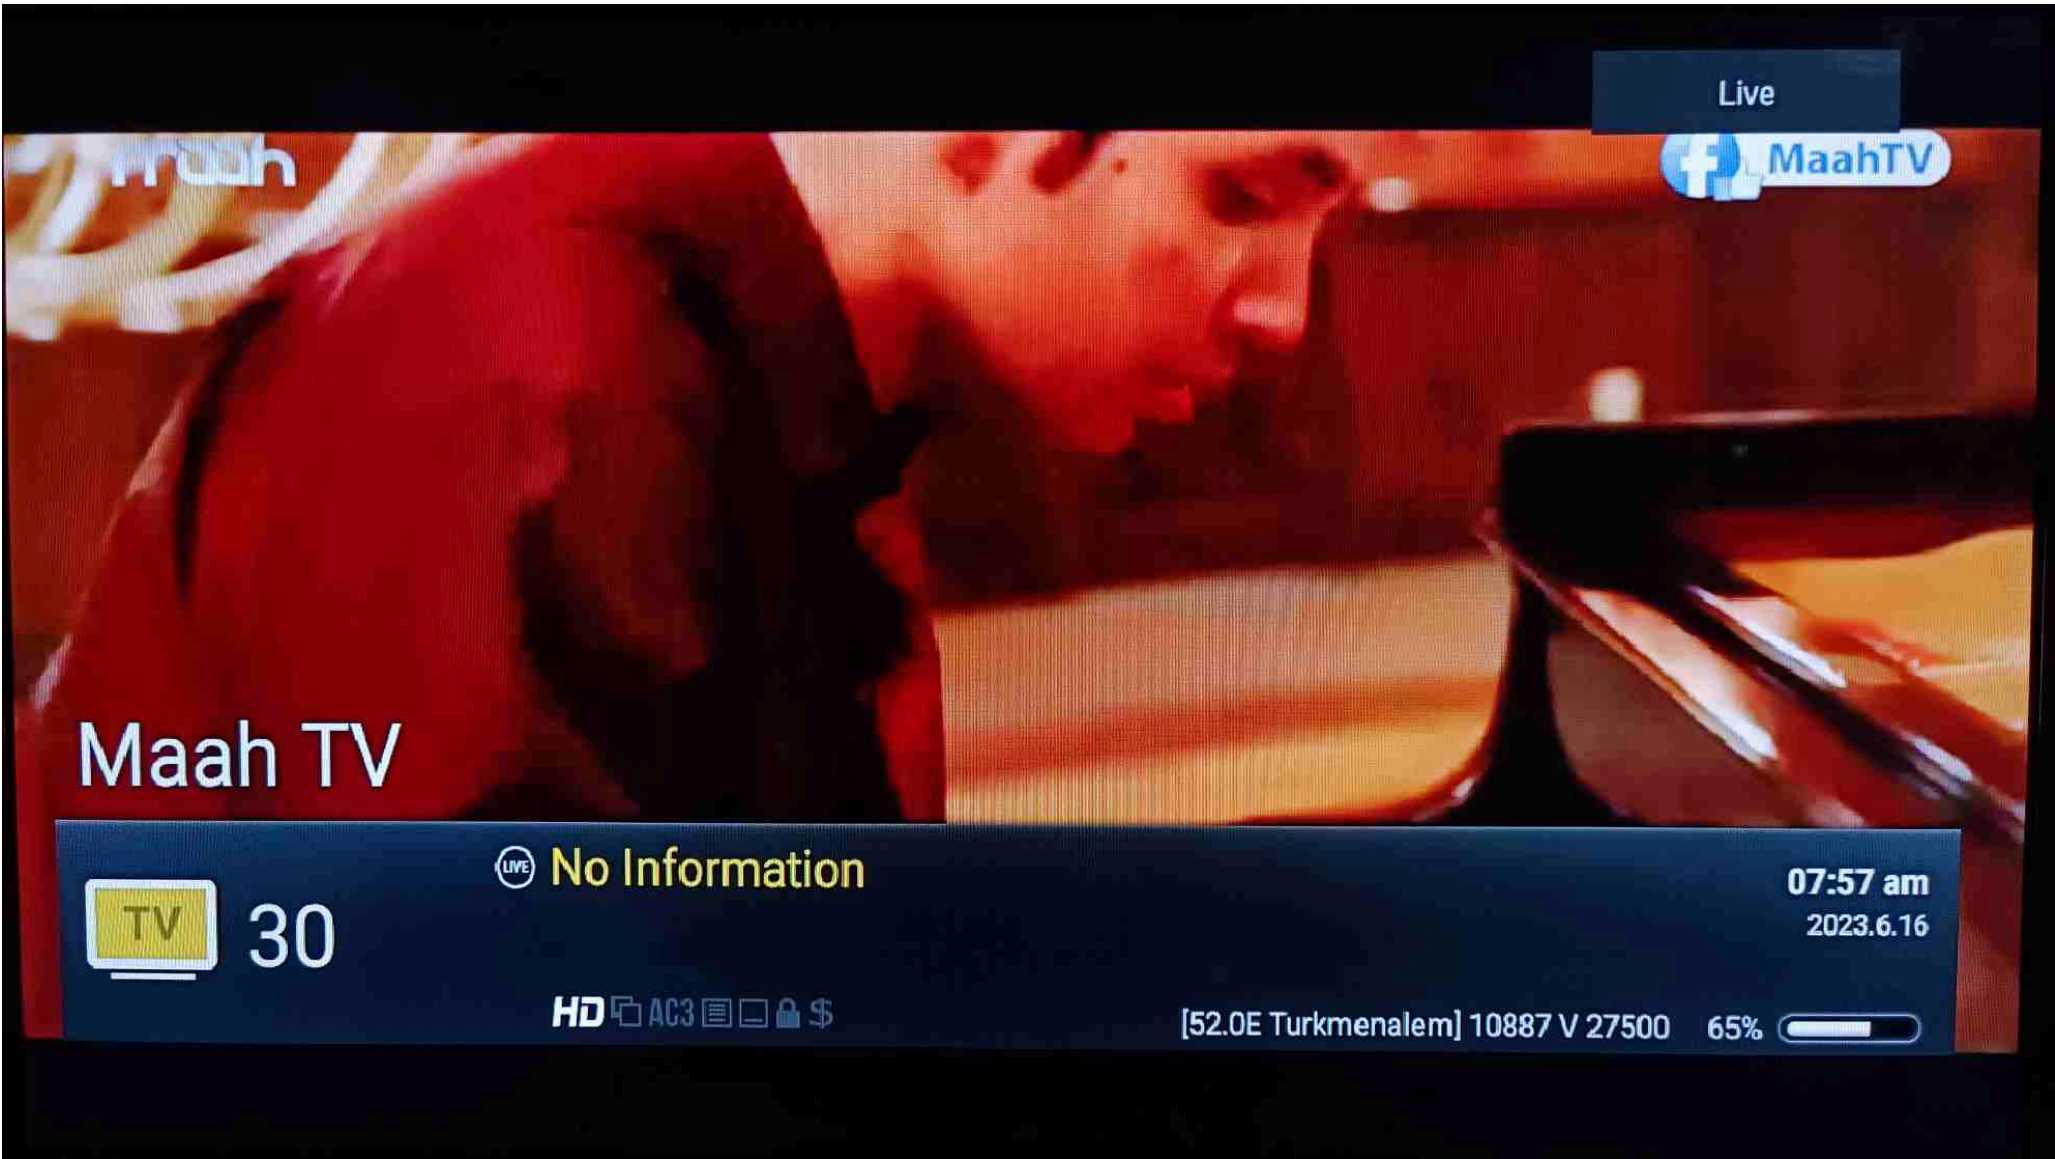 Live
maah
MaahTV
Maah TV
LIVE No Information
TV 30
07:57 am
2023.6.16
HD AC3 $
[52.0E Turkmenalem] 10887 V 27500 65%